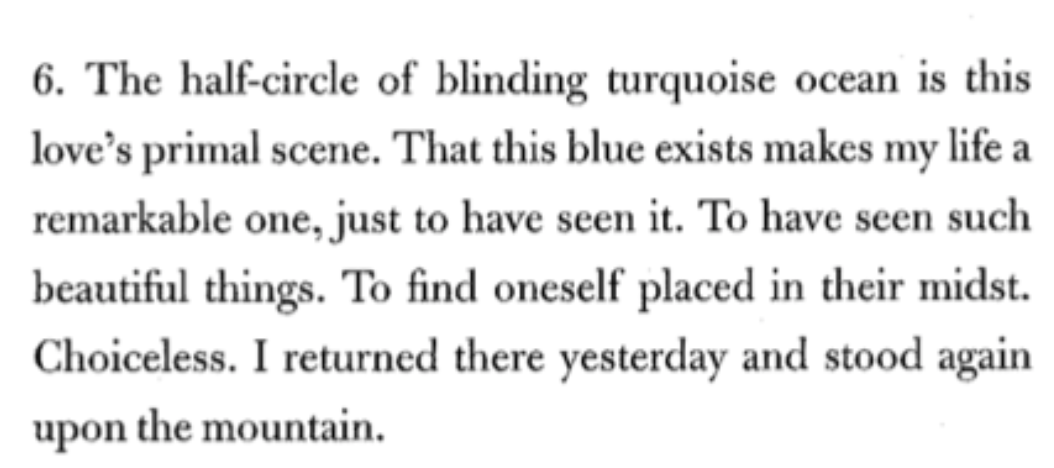 6. The half-circle of blinding turquoise ocean is this
love’s primal scene. That this blue exists makes my life a
remarkable one, just to have seen it. To have seen such
beautiful things. To find oneself placed in their midst.
Choiceless. I returned there yesterday and stood again
upon the mountain.